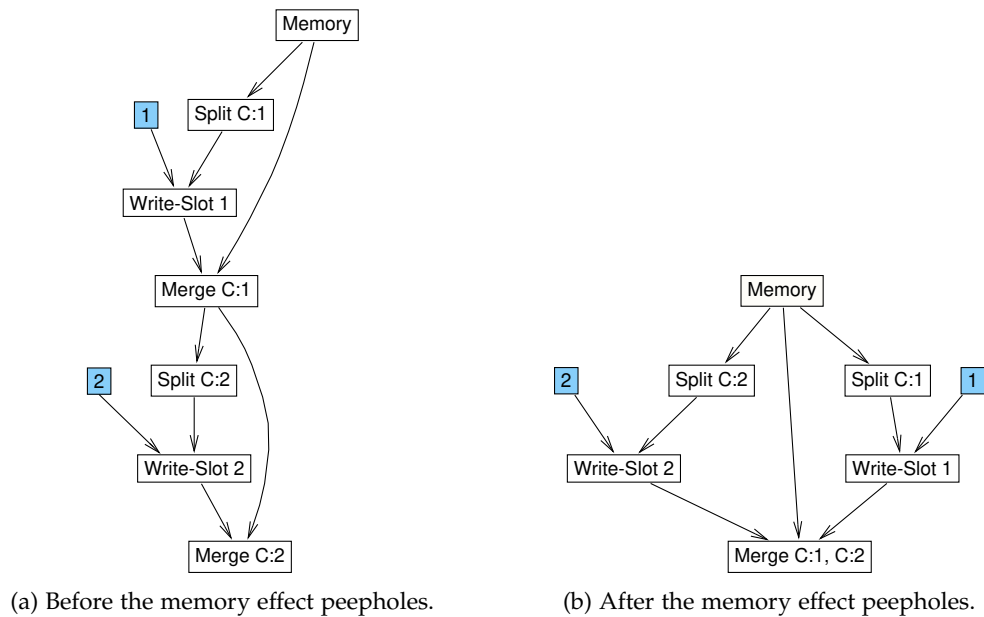 Memory
1
Split C:1
Write-Slot 1
Merge C:1
2
Split C:2
Write-Slot 2
Merge C:2
(a) Before the memory effect peepholes.
Memory
2
Split C:2
Split C:1
1
Write-Slot 2
Write-Slot 1
Merge C:1, C:2
(b) After the memory effect peepholes.